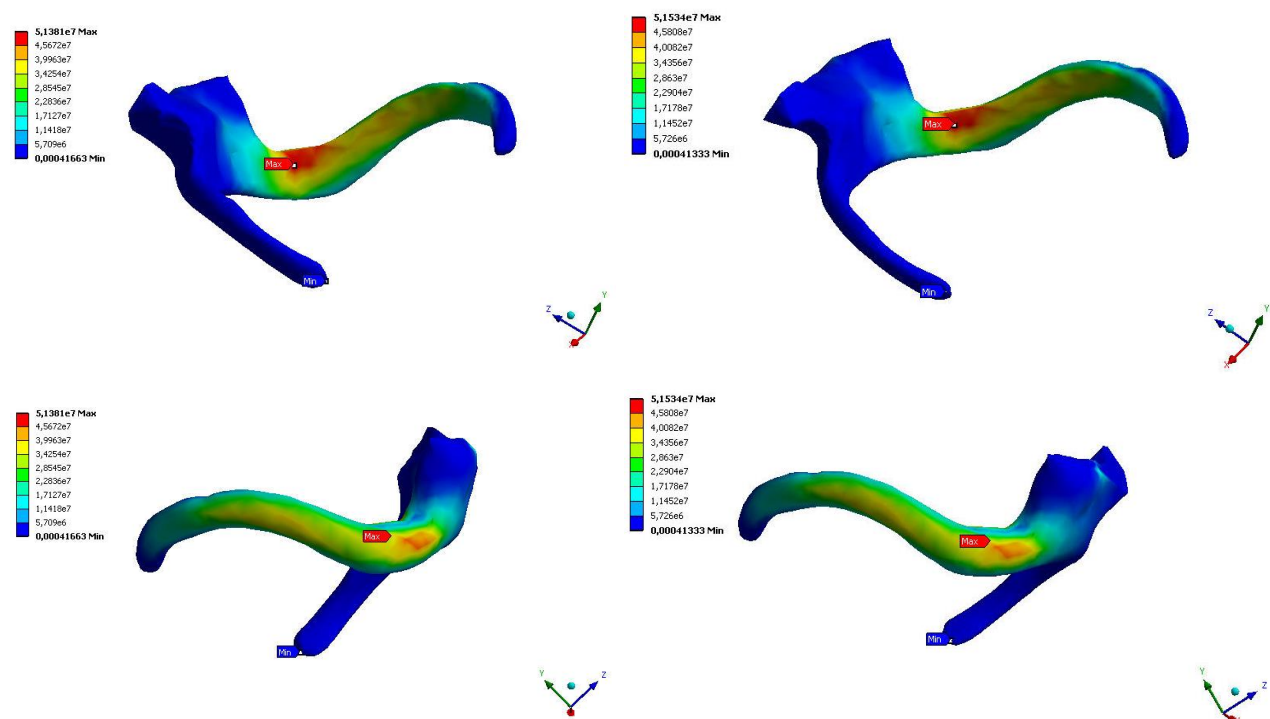 5,1381e7 Max
4,5672e7
3,9963e7
3,4254e7
2,8545e7
2,2836e7
1,7127e7
1,1418e7
5,709e6
0,00041663 Min
Max
Min
Z
Y
X
5,1534e7 Max
4,5808e7
4,0082e7
3,4356e7
2,863e7
2,2904e7
1,7178e7
1,1452e7
5,726e6
0,00041333 Min
Max
Min
Z
Y
X
5,1381e7 Max
4,5672e7
3,9963e7
3,4254e7
2,8545e7
2,2836e7
1,7127e7
1,1418e7
5,709e6
0,00041663 Min
Max
Min
Y
Z
5,1534e7 Max
4,5808e7
4,0082e7
3,4356e7
2,863e7
2,2904e7
1,7178e7
1,1452e7
5,726e6
0,00041333 Min
Max
Min
Y
Z